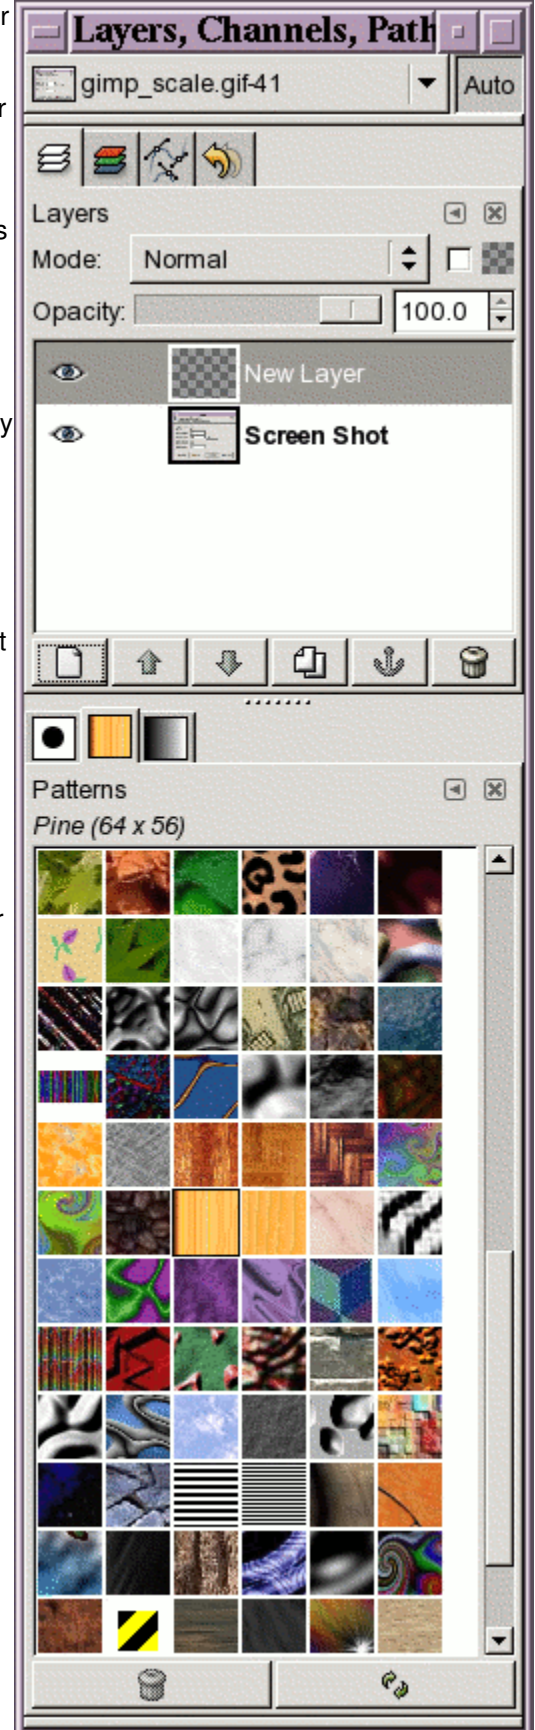 r
Layers, Channels, Path
gimp_scale.gif-41
Auto
r
Layers
s
Mode:
Normal
Opacity:
100.0
New Layer
y
Screen Shot
t
Patterns
Pine (64 x 56)
r